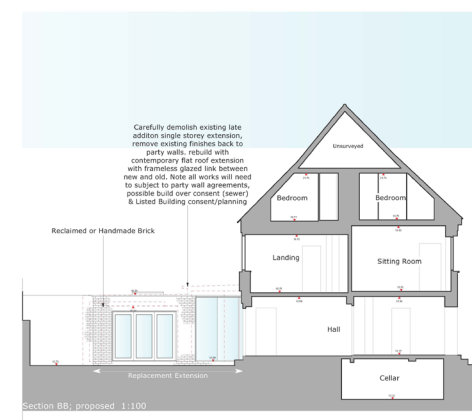 Carefully demolish existing late
additon single storey extension,
remove existing finishes back to
party walls. rebuild with
contemporary flat roof extension
with frameless glazed link between
new and old. Note all works will need
to subject to party wall agreements,
possible build over consent (sewer)
& Listed Building consent/planning
Reclaimed or Handmade Brick
Unsurveyed
Bedroom
Bedroom
Landing
Sitting Room
Hall
Cellar
Replacement Extension
Section BB; proposed 1:100